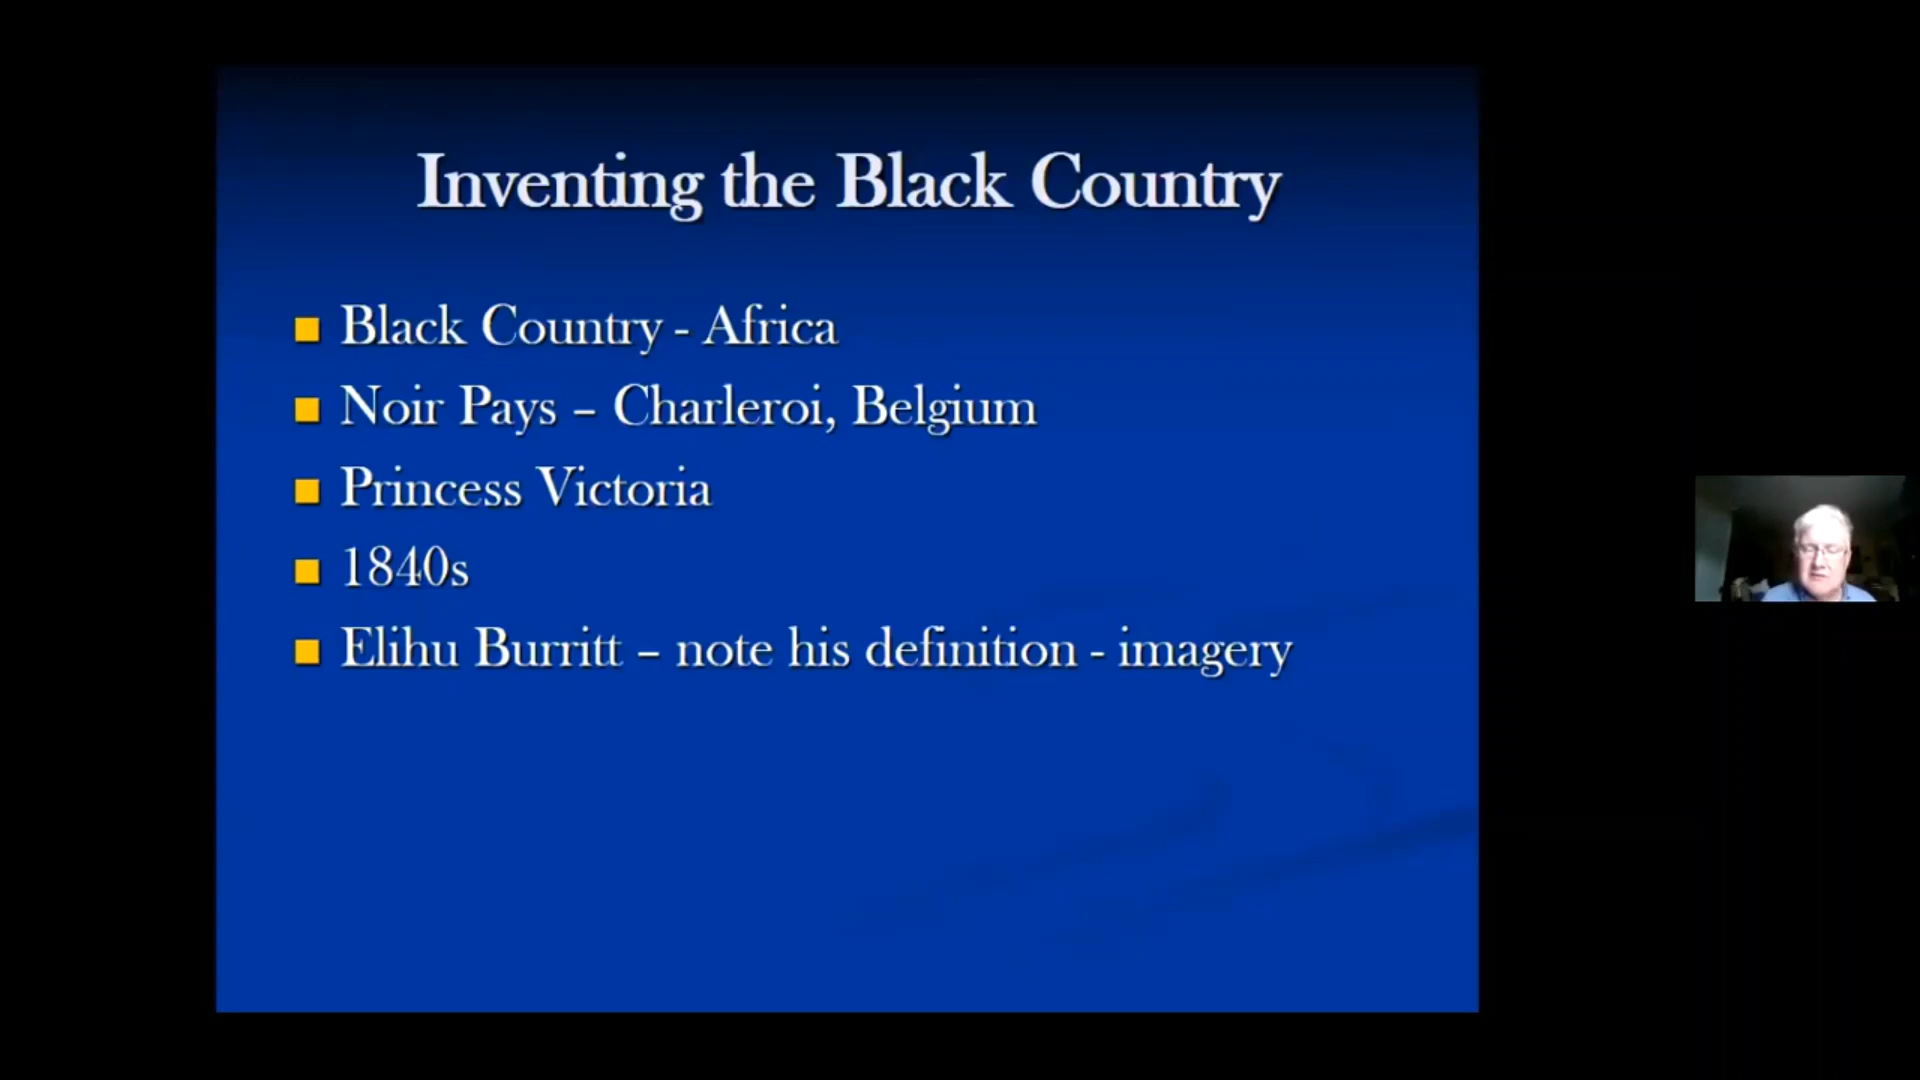 Inventing the Black Country
Black Country - Africa
Noir Pays – Charleroi, Belgium
Princess Victoria
1840s
Elihu Burritt – note his definition - imagery